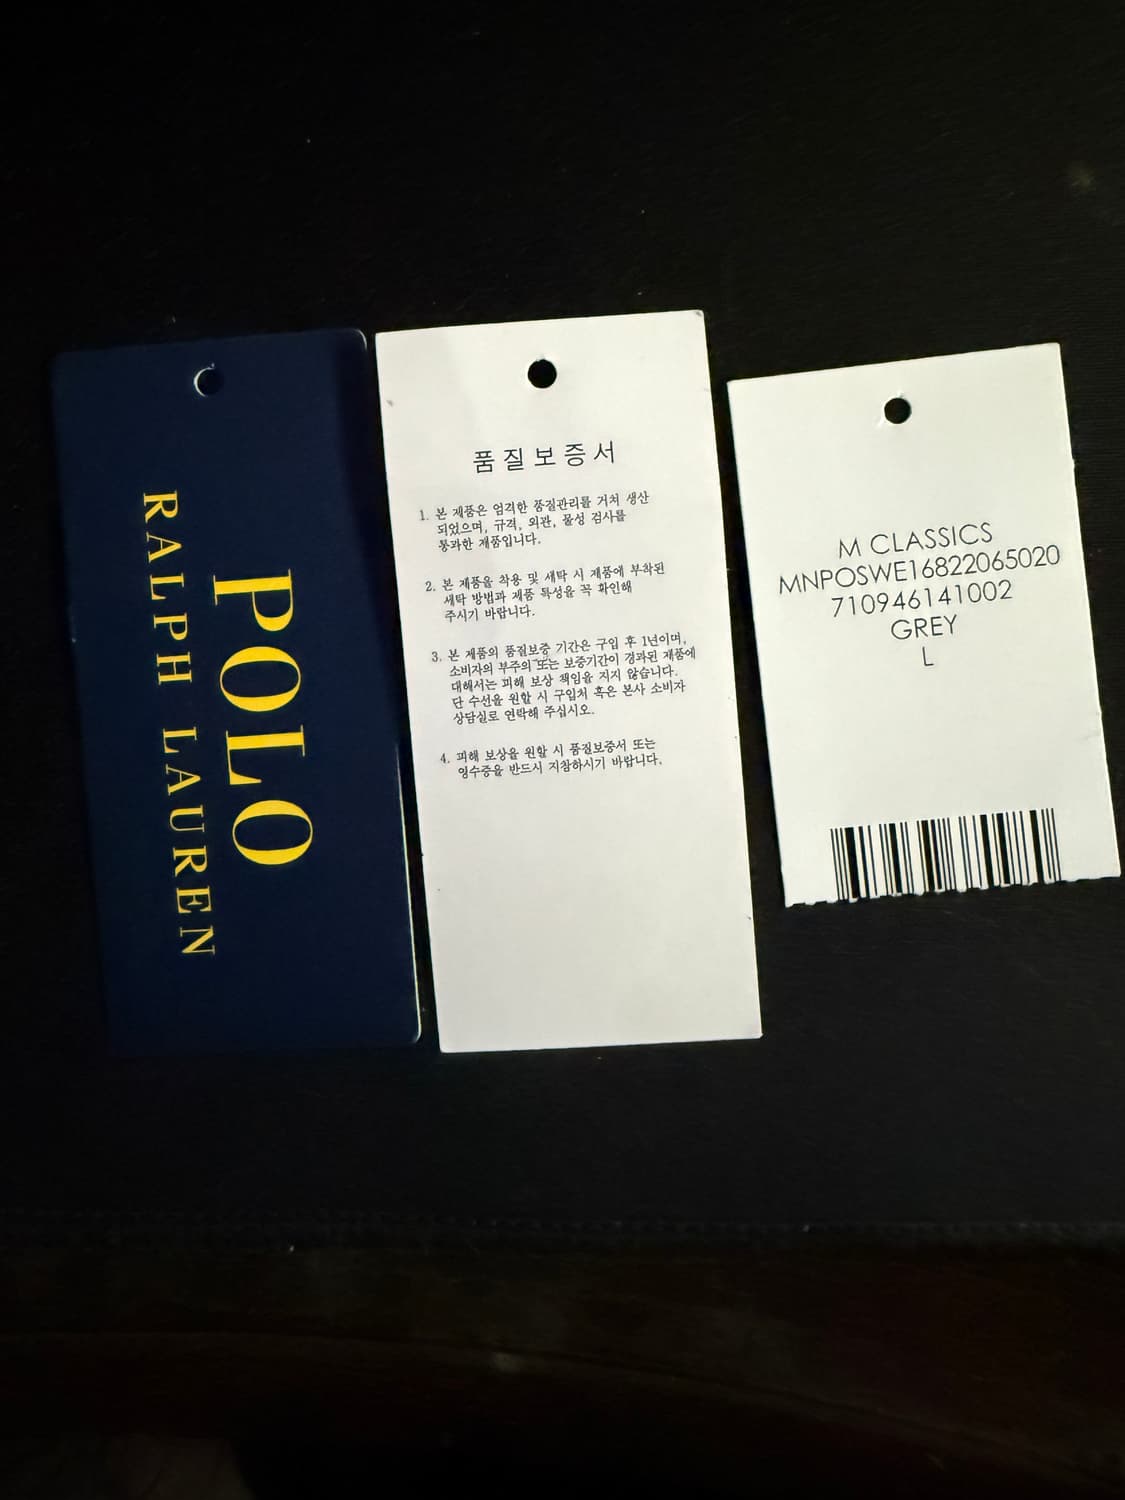 POLO
RALPH LAUREN
품질보증서
1. 본 제품은 엄격한 품질관리를 거쳐 생산
되었으며, 규격, 외관, 물성 검사를
통과한 제품입니다.
2. 본 제품을 착용 및 세탁 시 제품에 부착된
세탁 방법과 제품 특성을 꼭 확인해
주시기 바랍니다.
3. 본 제품의 품질보증 기간은 구입 후 1년이며,
소비자의 부주의 또는 보증기간이 경과된 제품에
대해서는 피해 보상 책임을 지지 않습니다.
단 수선을 원할 시 구입처 혹은 본사 소비자
상담실로 연락해 주십시오.
4. 피해 보상을 원할 시 품질보증서 또는
영수증을 반드시 지참하시기 바랍니다.
M CLASSICS
MNPOSWE16822065020
710946141002
GREY
L